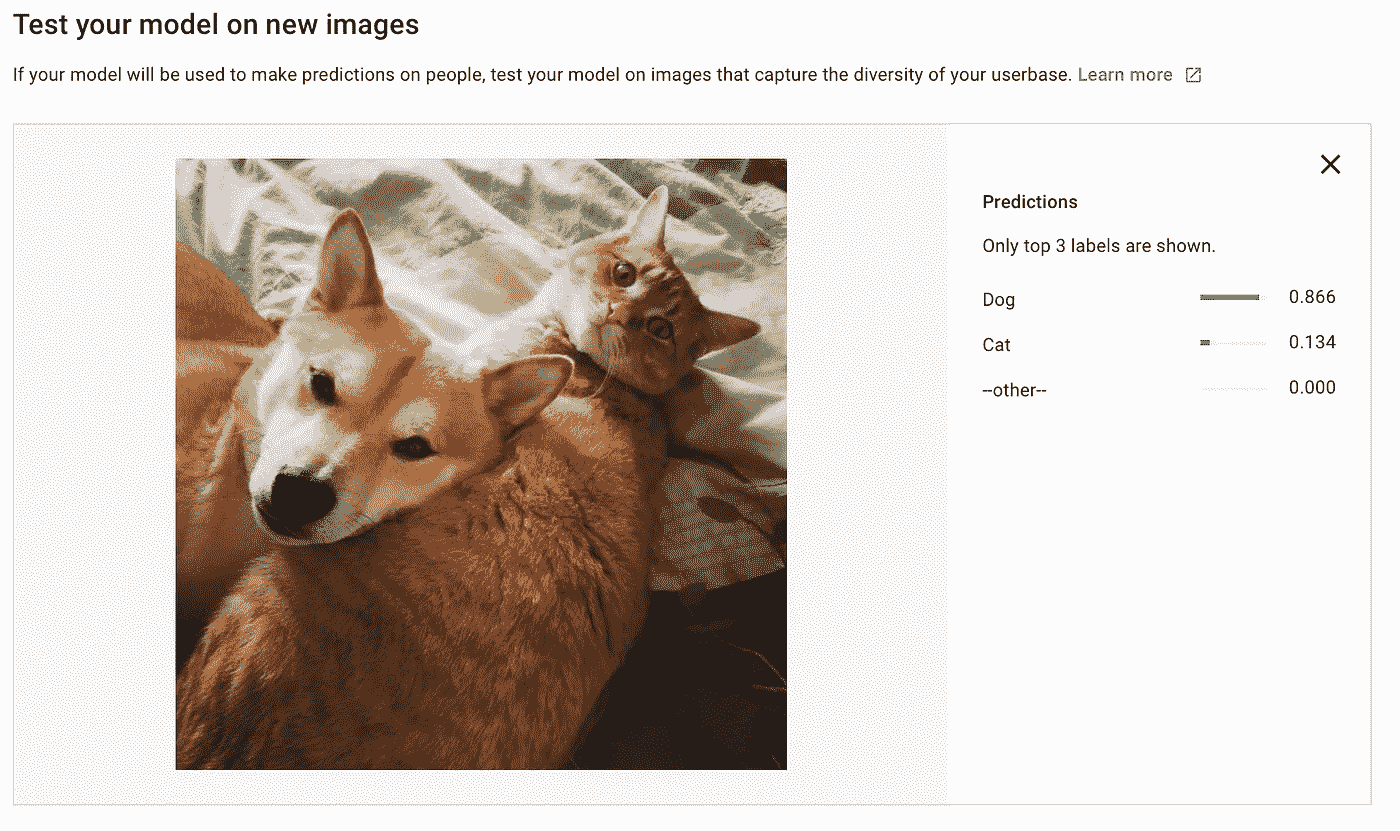 Test your model on new images
If your model will be used to make predictions on people, test your model on images that capture the diversity of your userbase. Learn more
Predictions
Only top 3 labels are shown.
Dog 0.866
Cat 0.134
--other-- 0.000